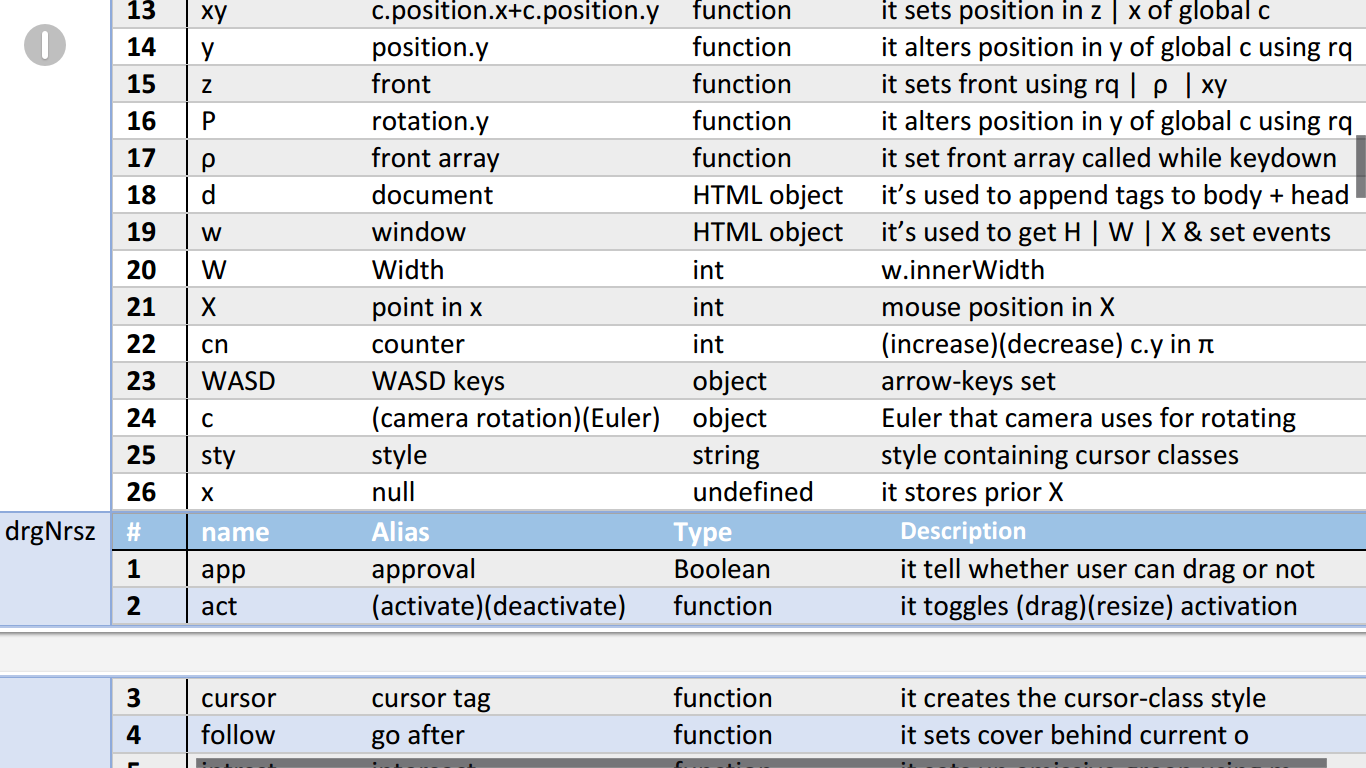 13 xy c.position.x+c.position.y function it sets position in z | x of global c
14 y position.y function it alters position in y of global c using rq
15 z front function it sets front using rq | ρ | xy
16 P rotation.y function it alters position in y of global c using rq
17 ρ front array function it set front array called while keydown
18 d document HTML object it’s used to append tags to body + head
19 w window HTML object it’s used to get H | W | X & set events
20 W Width int w.innerWidth
21 X point in x int mouse position in X
22 cn counter int (increase)(decrease) c.y in π
23 WASD WASD keys object arrow-keys set
24 c (camera rotation)(Euler) object Euler that camera uses for rotating
25 sty style string style containing cursor classes
26 x null undefined it stores prior X
drgNrsz # name Alias Type Description
1 app approval Boolean it tell whether user can drag or not
2 act (activate)(deactivate) function it toggles (drag)(resize) activation
3 cursor cursor tag function it creates the cursor-class style
4 follow go after function it sets cover behind current o